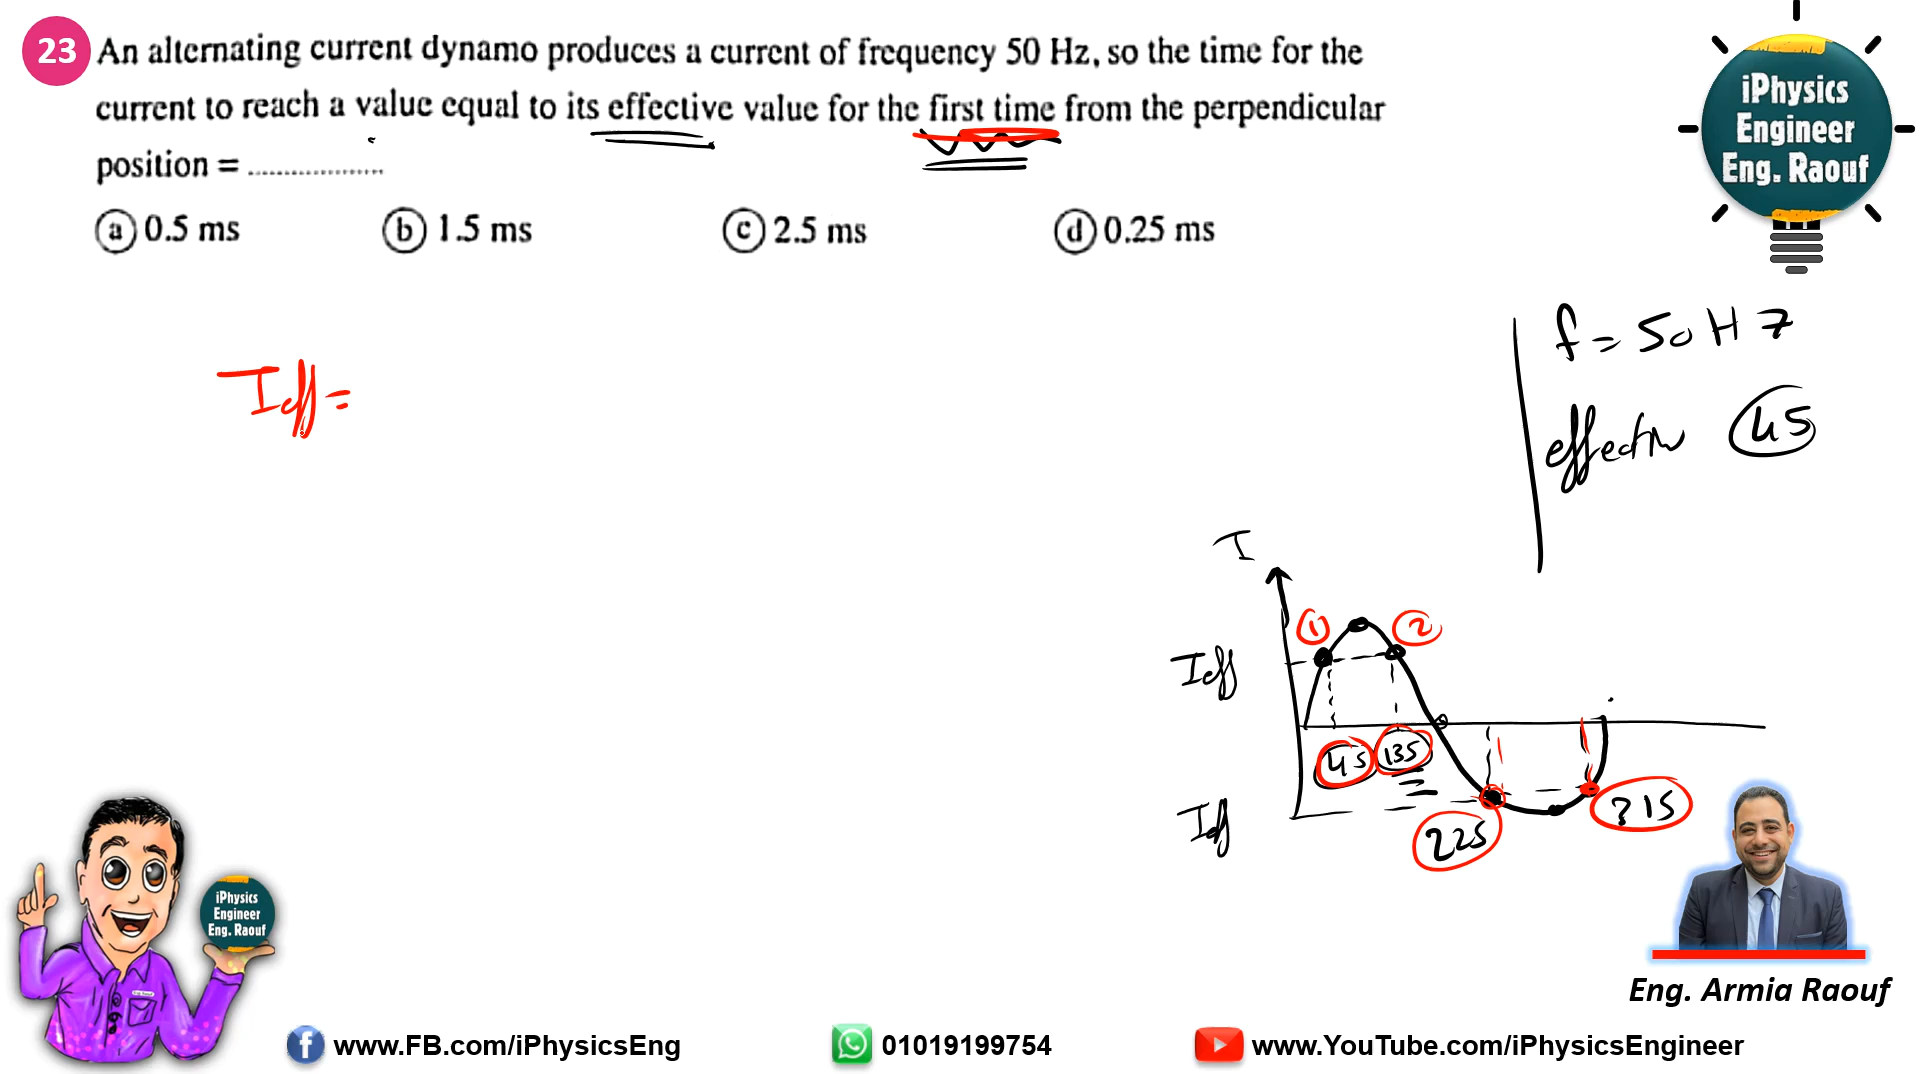 23 An alternating current dynamo produces a current of frequency 50 Hz, so the time for the
current to reach a value equal to its effective value for the first time from the perpendicular
position = ..................
a 0.5 ms b 1.5 ms c 2.5 ms d 0.25 ms
iPhysics
Engineer
Eng. Raouf
f = 50 Hz
effective 45
Ieff =
I
1 2
Ieff
45 135
Ieff
225 315
iPhysics
Engineer
Eng. Raouf
Eng. Armia Raouf
f www.FB.com/iPhysicsEng 01019199754 www.YouTube.com/iPhysicsEngineer